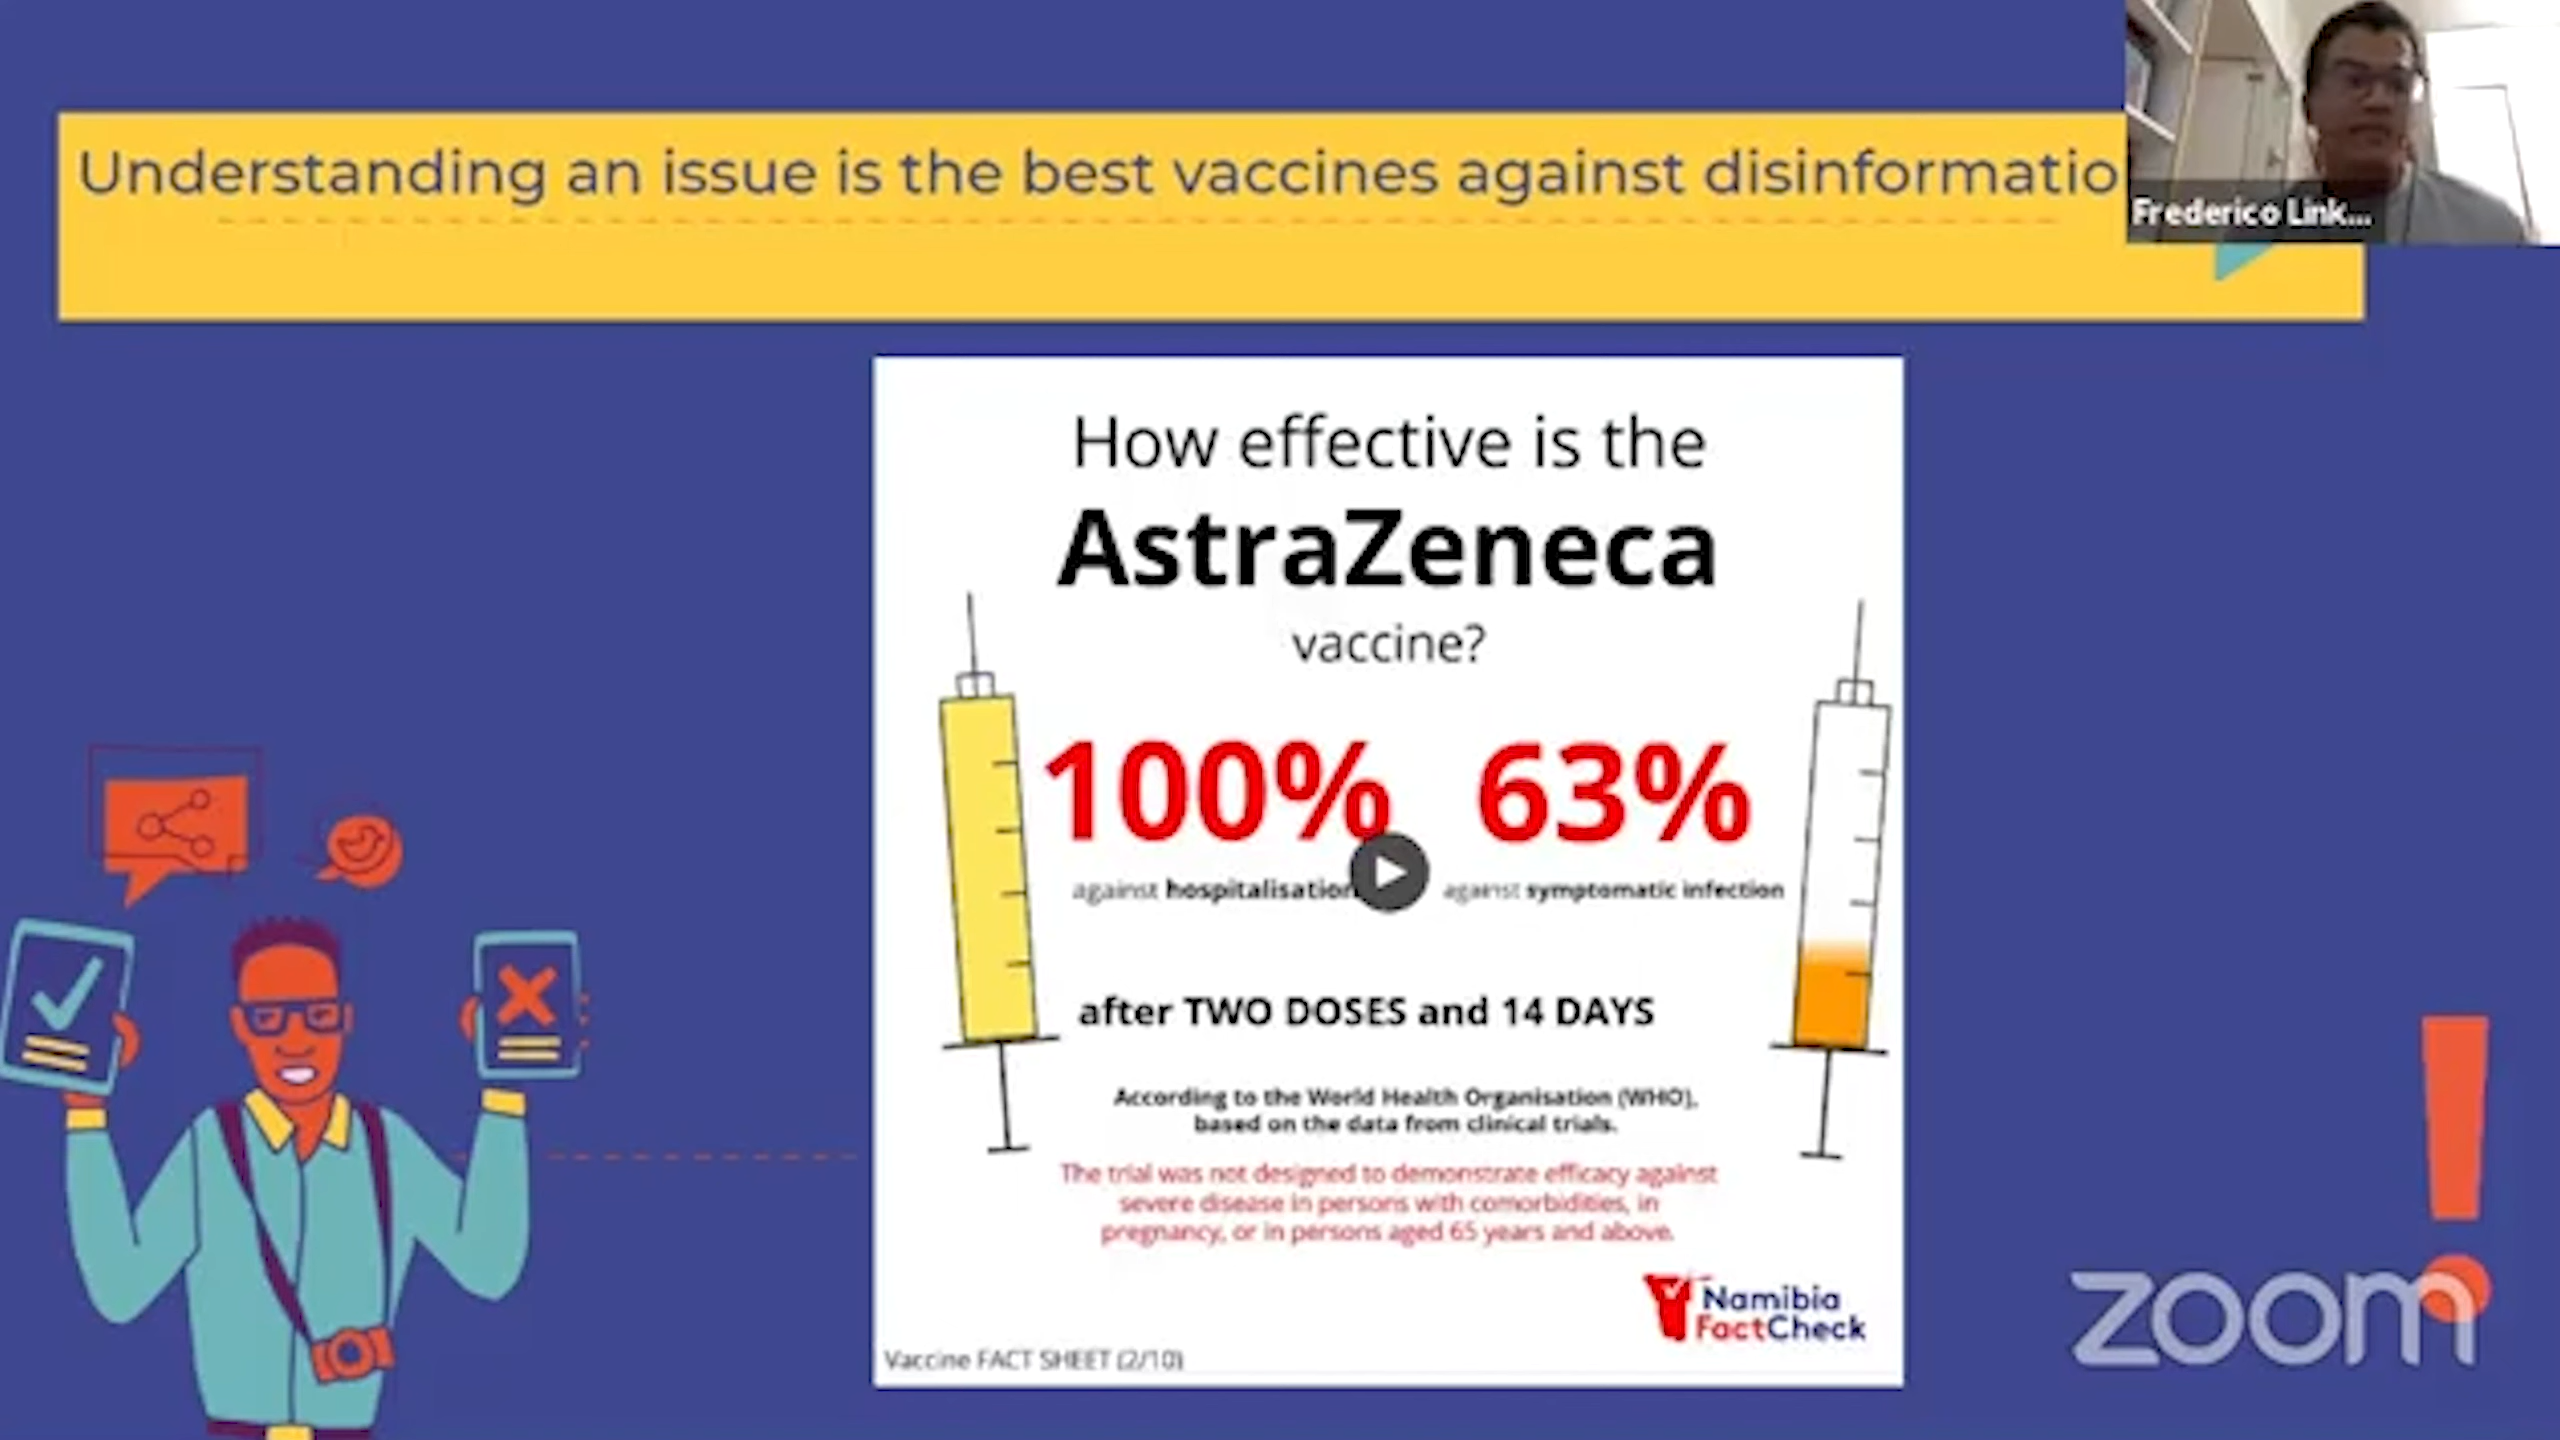 Understanding an issue is the best vaccines against disinformatio
Frederico Link...
How effective is the
AstraZeneca
vaccine?
100% 63%
against hospitalisation against symptomatic infection
after TWO DOSES and 14 DAYS
According to the World Health Organisation (WHO),
based on the data from clinical trials.
The trial was not designed to demonstrate efficacy against
severe disease in persons with comorbidities, in
pregnancy, or in persons aged 65 years and above.
Namibia
FactCheck
Vaccine FACT SHEET (2/10)
zoom